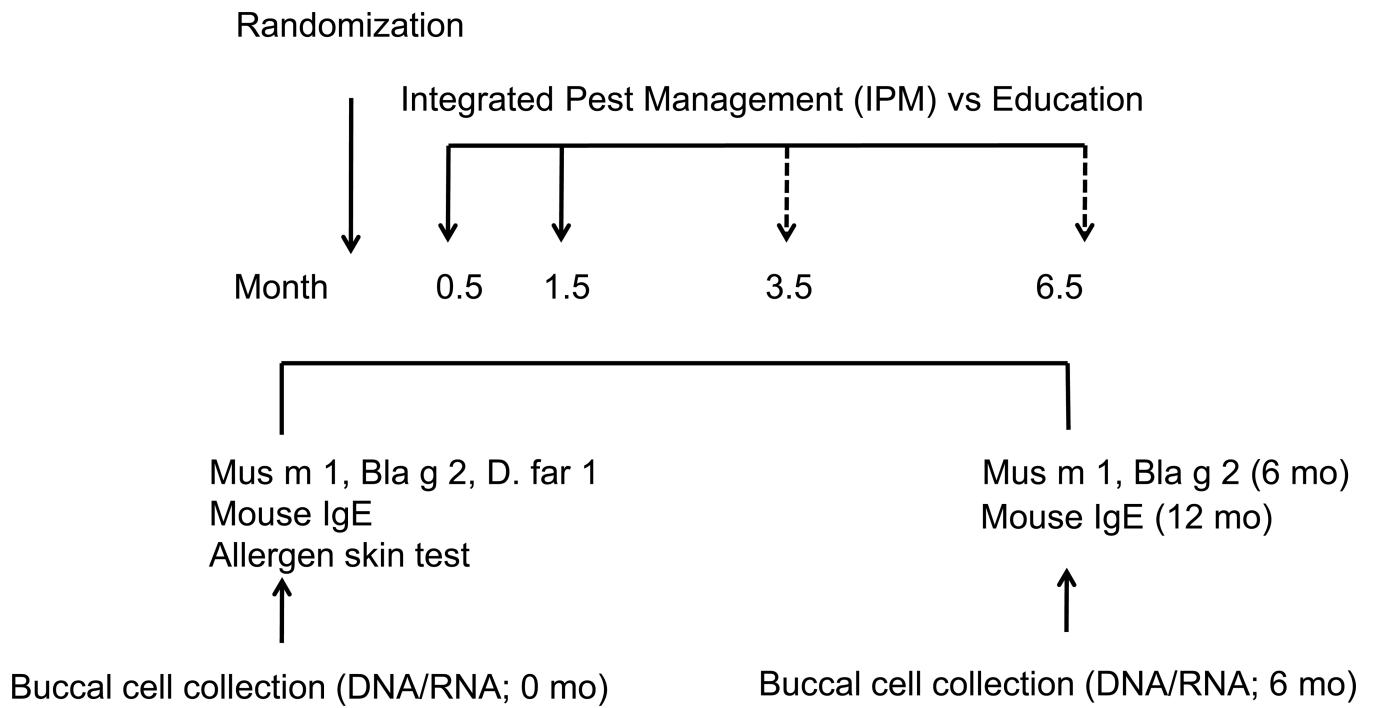 Randomization
Integrated Pest Management (IPM) vs Education
Month 0.5 1.5 3.5 6.5
Mus m 1, Bla g 2, D. far 1
Mouse IgE
Allergen skin test
Mus m 1, Bla g 2 (6 mo)
Mouse IgE (12 mo)
Buccal cell collection (DNA/RNA; 0 mo)
Buccal cell collection (DNA/RNA; 6 mo)